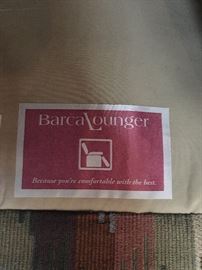 BarcaLounger
Because you're comfortable with the best.